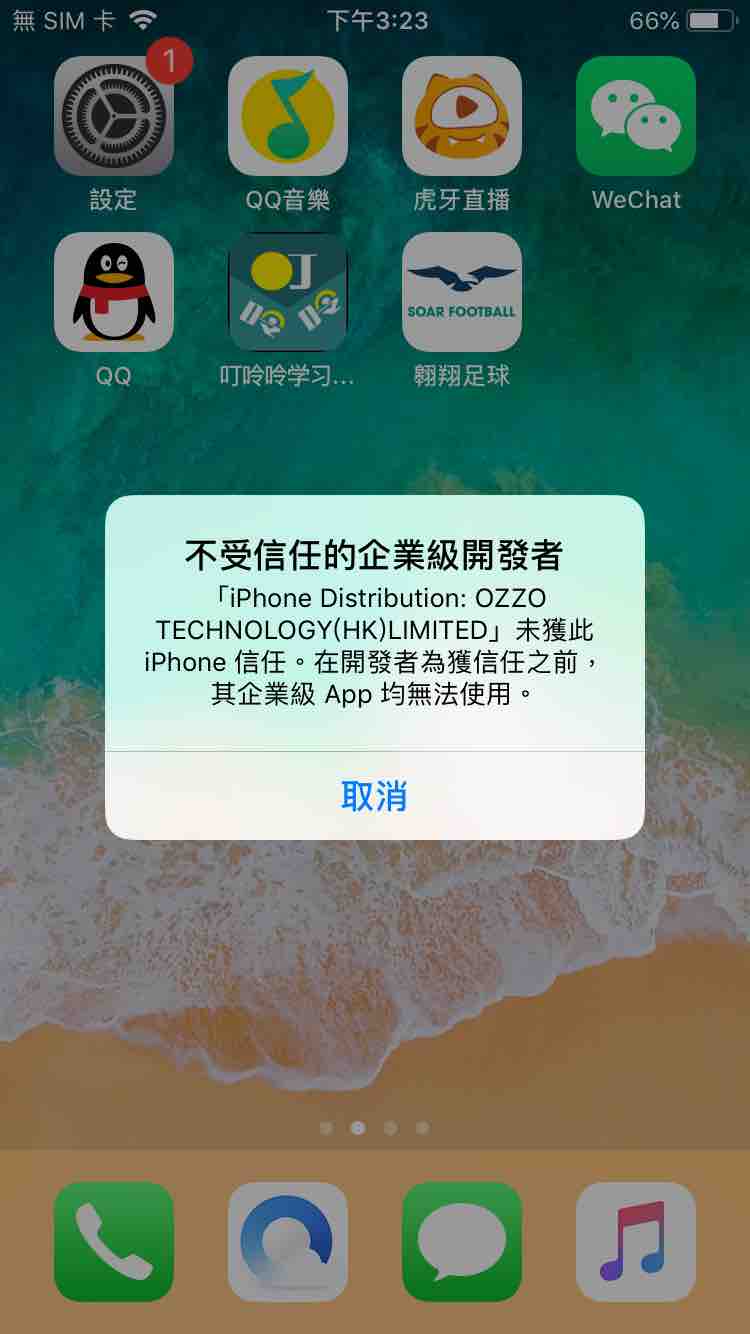 無 SIM 卡
下午3:23
66%
1
設定
QQ音樂
虎牙直播
WeChat
J
SOAR FOOTBALL
QQ
叮呤呤学习...
翱翔足球
不受信任的企業級開發者
「iPhone Distribution: OZZO
TECHNOLOGY(HK)LIMITED」未獲此
iPhone 信任。在開發者為獲信任之前，
其企業級 App 均無法使用。
取消